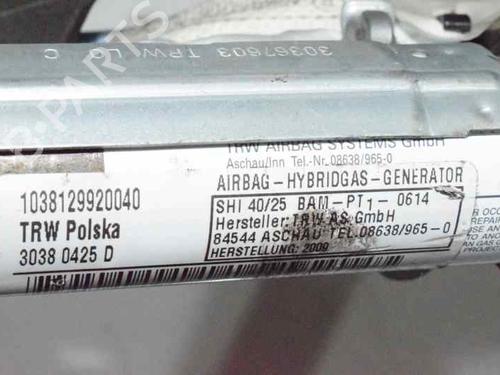 30367603 TRW LO C
TRW AIRBAG SYSTEMS GmbH
Aschau/Inn Tel.-Nr. 08638/965-0
AIRBAG-HYBRIDGAS-GENERATOR
SHI 40/25 BAM-PT1-0614
Hersteller: TRW AS GmbH
84544 ASCHAU TEL.08638/965-0
HERSTELLUNG: 2009
1038129920040
TRW Polska
3038 0425 D
PARTS